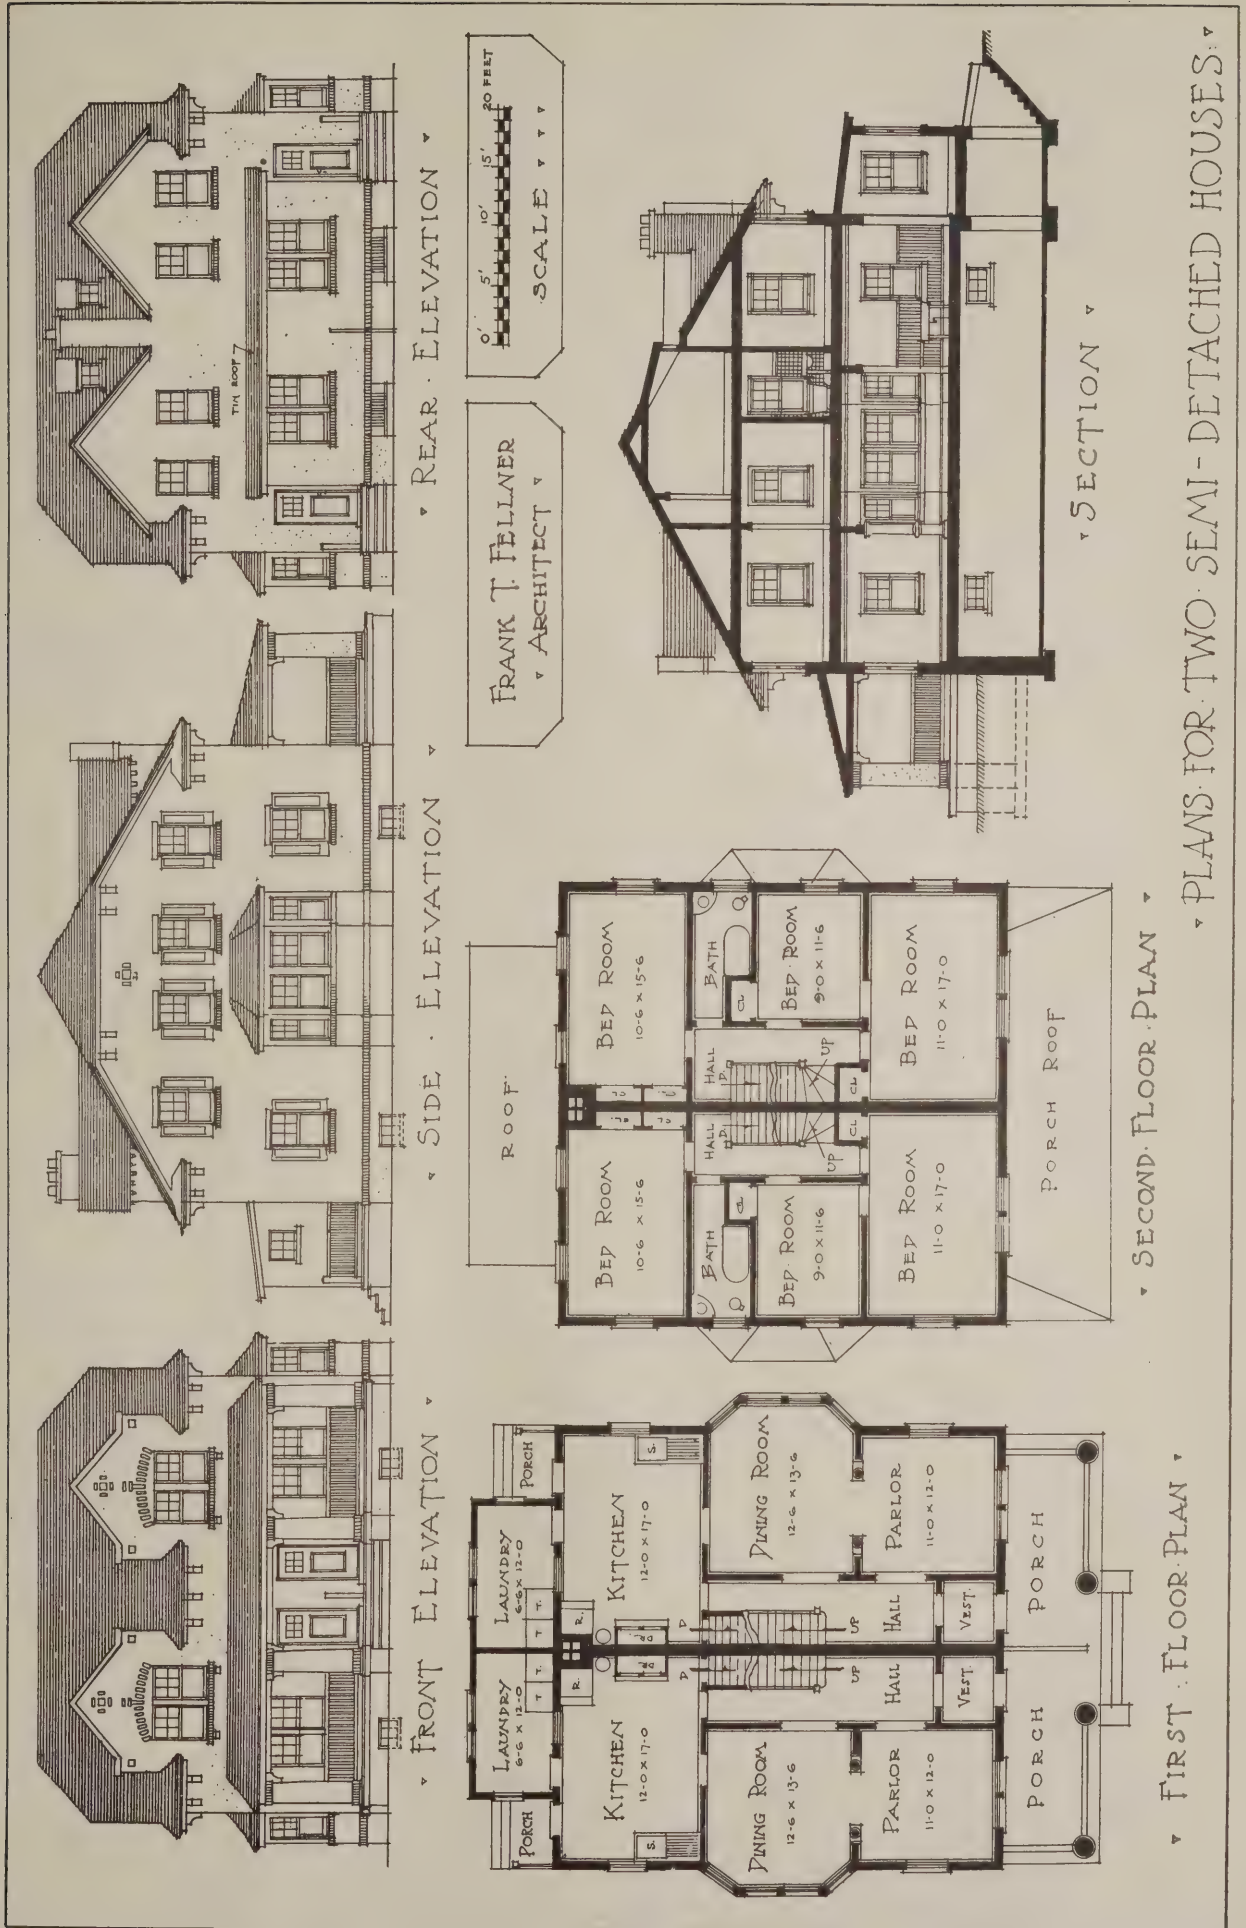 · FRONT ELEVATION ·
· SIDE · ELEVATION ·
TIN ROOF
· REAR · ELEVATION ·
FRANK T. FELLNER
· ARCHITECT ·
0' 5' 10' 15' 20 FEET
SCALE · · · ·
PORCH
LAUNDRY
6-6 x 12-0
LAUNDRY
6-6 x 12-0
PORCH
T. T. T. T.
S.
KITCHEN
12-0 x 17-0
R.
R.
KITCHEN
12-0 x 17-0
S.
D
D
DINING ROOM
12-6 x 13-6
DINING ROOM
12-6 x 13-6
UP
UP
PARLOR
11-0 x 12-0
HALL
HALL
PARLOR
11-0 x 12-0
VEST.
VEST.
PORCH
PORCH
· FIRST · FLOOR · PLAN ·
ROOF
BED ROOM
10-6 x 15-6
BED ROOM
10-6 x 15-6
CL
CL
BATH
CL
HALL
D.
HALL
D.
CL
BATH
BED · ROOM
9-0 x 11-6
UP
UP
BED · ROOM
9-0 x 11-6
CL
CL
BED ROOM
11-0 x 17-0
BED ROOM
11-0 x 17-0
PORCH ROOF
· SECOND · FLOOR · PLAN ·
· SECTION ·
· PLANS · FOR · TWO · SEMI - DETACHED HOUSES: ·